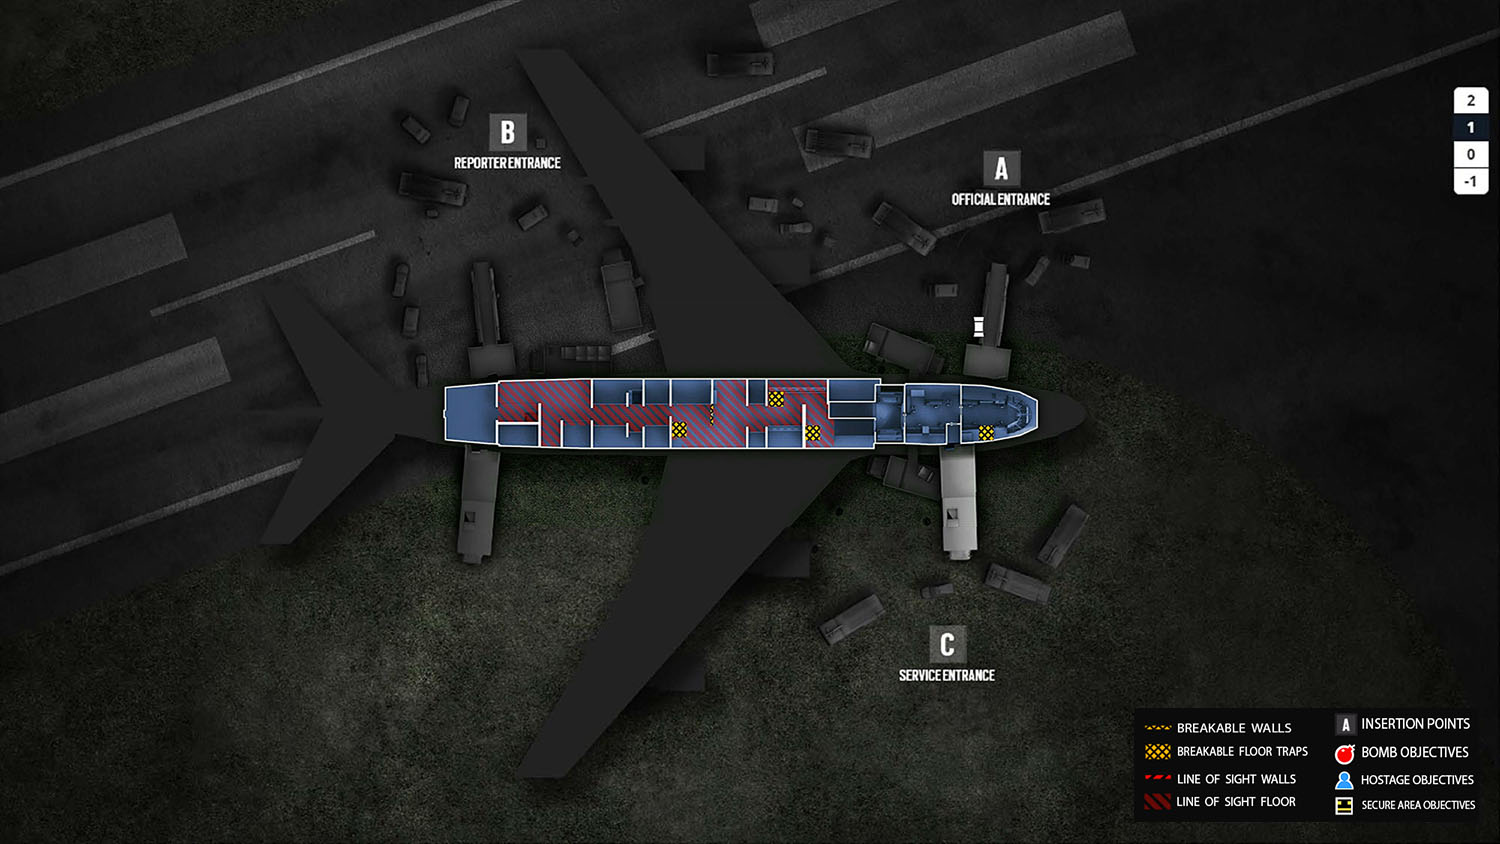 B
REPORTER ENTRANCE
A
OFFICIAL ENTRANCE
2
1
0
-1
C
SERVICE ENTRANCE
BREAKABLE WALLS
BREAKABLE FLOOR TRAPS
LINE OF SIGHT WALLS
LINE OF SIGHT FLOOR
A INSERTION POINTS
BOMB OBJECTIVES
HOSTAGE OBJECTIVES
SECURE AREA OBJECTIVES